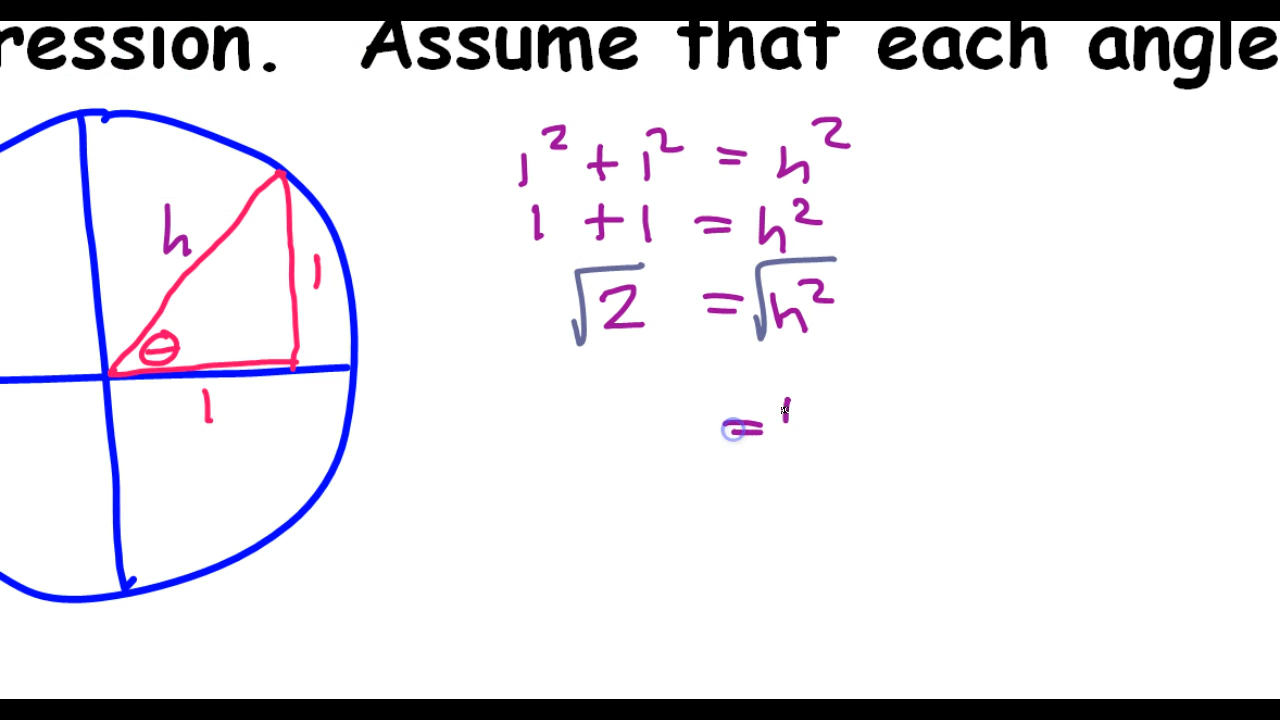 ression. Assume that each angle
1² + 1² = h²
1 + 1 = h²
√2 = √h²
=
h
1
θ
1